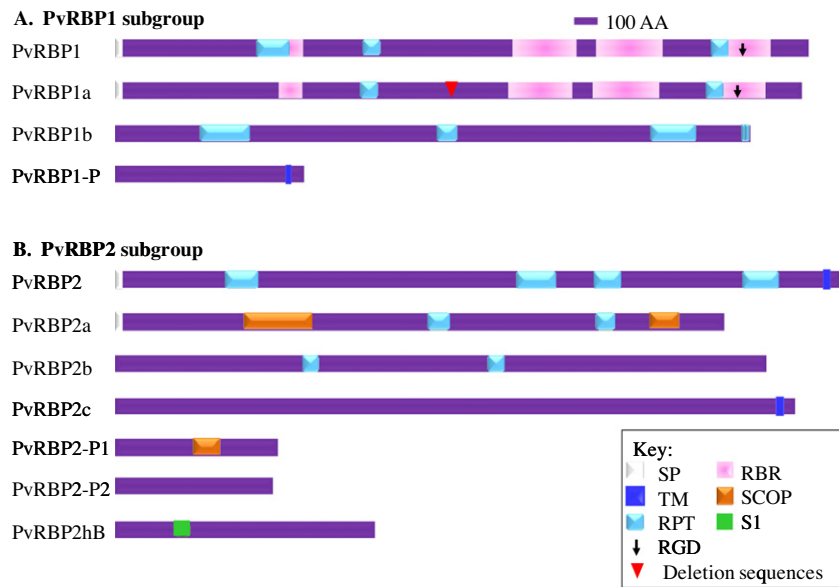 A. PvRBP1 subgroup
100 AA
PvRBP1
PvRBP1a
PvRBP1b
PvRBP1-P
B. PvRBP2 subgroup
PvRBP2
PvRBP2a
PvRBP2b
PvRBP2c
PvRBP2-P1
PvRBP2-P2
PvRBP2hB
Key:
SP
RBR
TM
SCOP
RPT
S1
RGD
Deletion sequences